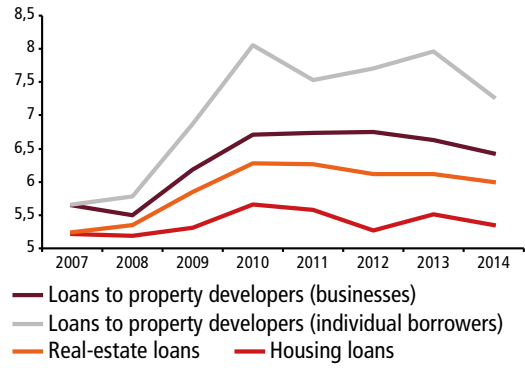 8,5
8
7,5
7
6,5
6
5,5
5
2007 2008 2009 2010 2011 2012 2013 2014
Loans to property developers (businesses)
Loans to property developers (individual borrowers)
Real-estate loans Housing loans